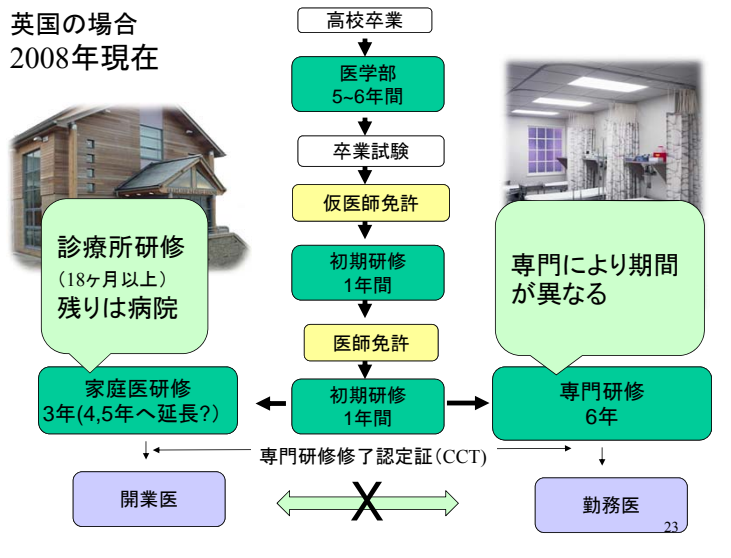 英国の場合
2008年現在
高校卒業
医学部
5~6年間
卒業試験
仮医師免許
初期研修
1年間
医師免許
初期研修
1年間
診療所研修
（18ヶ月以上）
残りは病院
専門により期間
が異なる
家庭医研修
3年(4,5年へ延長?）
専門研修
6年
専門研修修了認定証（CCT)
開業医
X
勤務医
23